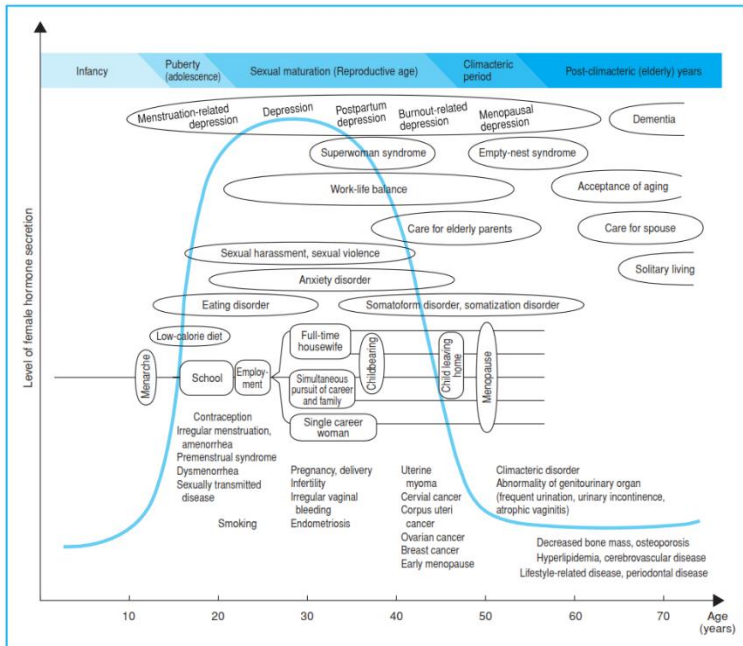 Infancy
Puberty
(adolescence)
Sexual maturation (Reproductive age)
Climacteric
period
Post-climacteric (elderly) years
Menstruation-related
depression
Depression
Postpartum
depression
Burnout-related
depression
Menopausal
depression
Dementia
Superwoman syndrome
Empty-nest syndrome
Work-life balance
Acceptance of aging
Care for elderly parents
Care for spouse
Sexual harassment, sexual violence
Solitary living
Anxiety disorder
Eating disorder
Somatoform disorder, somatization disorder
Low-calorie diet
Menarche
School
Employ-
ment
Full-time
housewife
Simultaneous
pursuit of career
and family
Single career
woman
Childbearing
Child leaving
home
Menopause
Contraception
Irregular menstruation,
amenorrhea
Premenstrual syndrome
Dysmenorrhea
Sexually transmitted
disease
Smoking
Pregnancy, delivery
Infertility
Irregular vaginal
bleeding
Endometriosis
Uterine
myoma
Cervial cancer
Corpus uteri
cancer
Ovarian cancer
Breast cancer
Early menopause
Climacteric disorder
Abnormality of genitourinary organ
(frequent urination, urinary incontinence,
atrophic vaginitis)
Decreased bone mass, osteoporosis
Hyperlipidemia, cerebrovascular disease
Lifestyle-related disease, periodontal disease
Level of female hormone secretion
10 20 30 40 50 60 70 Age
(years)